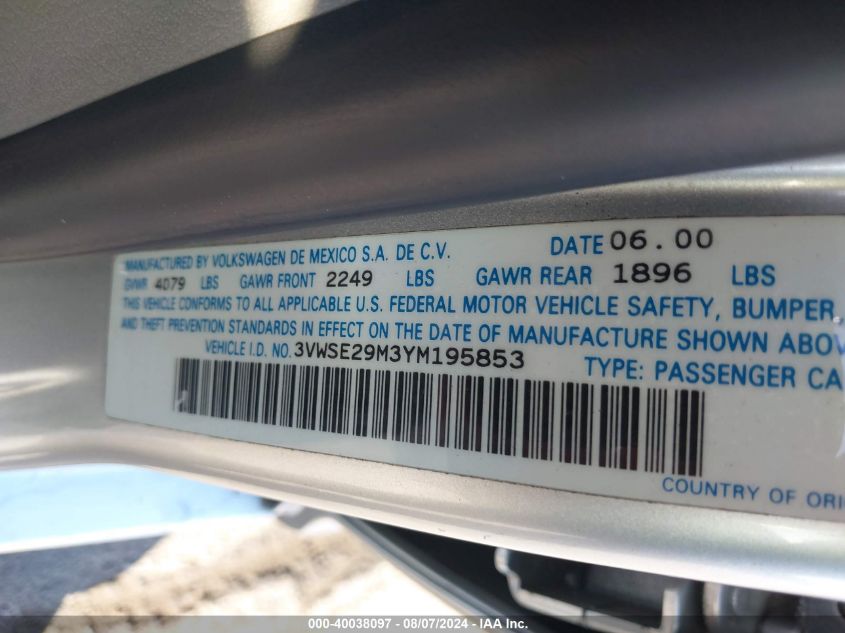 MANUFACTURED BY VOLKSWAGEN DE MEXICO S.A. DE C.V. DATE 06.00
GVWR 4079 LBS GAWR FRONT 2249 LBS GAWR REAR 1896 LBS
THIS VEHICLE CONFORMS TO ALL APPLICABLE U.S. FEDERAL MOTOR VEHICLE SAFETY, BUMPER,
AND THEFT PREVENTION STANDARDS IN EFFECT ON THE DATE OF MANUFACTURE SHOWN ABOV
VEHICLE I.D. NO. 3VWSE29M3YM195853 TYPE: PASSENGER CA
COUNTRY OF ORI
300-40038097 - 08/07/2024 - IAA Inc.